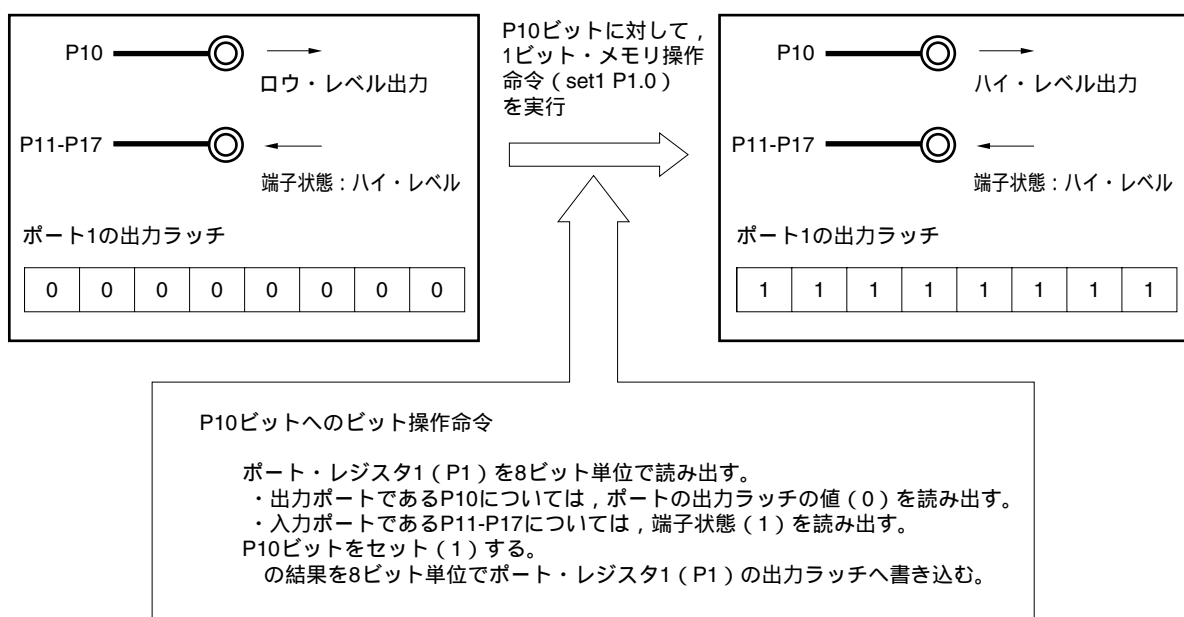 P10
ロウ・レベル出力
P11-P17
端子状態：ハイ・レベル
ポート1の出力ラッチ
0 0 0 0 0 0 0 0
P10ビットに対して，
1ビット・メモリ操作
命令（set1 P1.0）
を実行
P10
ハイ・レベル出力
P11-P17
端子状態：ハイ・レベル
ポート1の出力ラッチ
1 1 1 1 1 1 1 1
P10ビットへのビット操作命令
ポート・レジスタ1（P1）を8ビット単位で読み出す。
・出力ポートであるP10については，ポートの出力ラッチの値（0）を読み出す。
・入力ポートであるP11-P17については，端子状態（1）を読み出す。
P10ビットをセット（1）する。
の結果を8ビット単位でポート・レジスタ1（P1）の出力ラッチへ書き込む。